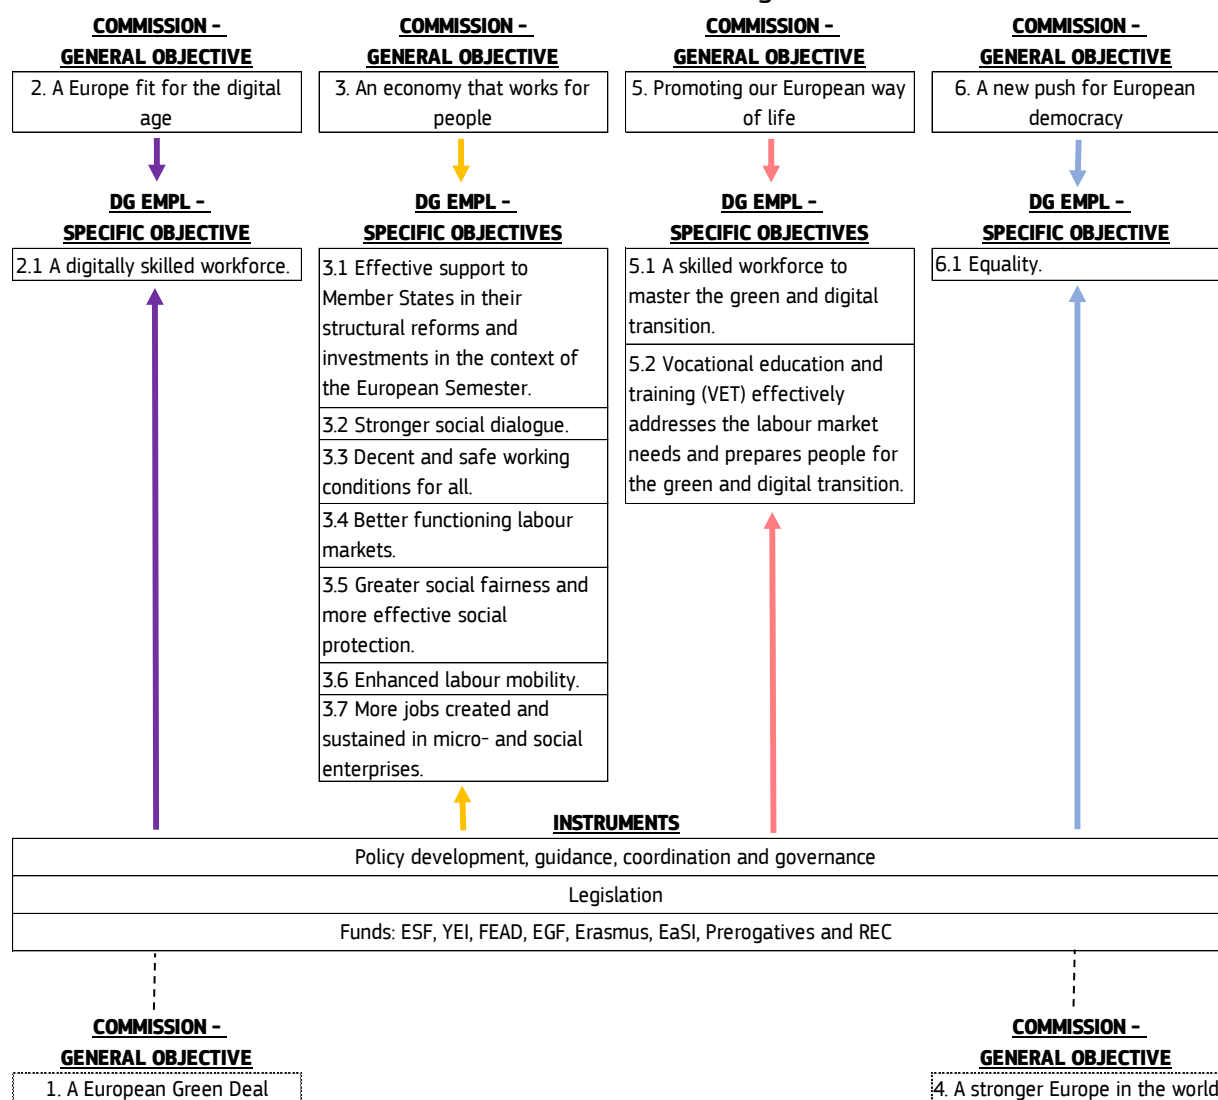 COMMISSION –
GENERAL OBJECTIVE
2. A Europe fit for the digital
age
COMMISSION –
GENERAL OBJECTIVE
3. An economy that works for
people
COMMISSION –
GENERAL OBJECTIVE
5. Promoting our European way
of life
COMMISSION –
GENERAL OBJECTIVE
6. A new push for European
democracy
DG EMPL –
SPECIFIC OBJECTIVE
2.1 A digitally skilled workforce.
DG EMPL –
SPECIFIC OBJECTIVES
3.1 Effective support to
Member States in their
structural reforms and
investments in the context of
the European Semester.
3.2 Stronger social dialogue.
3.3 Decent and safe working
conditions for all.
3.4 Better functioning labour
markets.
3.5 Greater social fairness and
more effective social
protection.
3.6 Enhanced labour mobility.
3.7 More jobs created and
sustained in micro- and social
enterprises.
DG EMPL –
SPECIFIC OBJECTIVES
5.1 A skilled workforce to
master the green and digital
transition.
5.2 Vocational education and
training (VET) effectively
addresses the labour market
needs and prepares people for
the green and digital transition.
DG EMPL –
SPECIFIC OBJECTIVE
6.1 Equality.
INSTRUMENTS
Policy development, guidance, coordination and governance
Legislation
Funds: ESF, YEI, FEAD, EGF, Erasmus, EaSI, Prerogatives and REC
COMMISSION –
GENERAL OBJECTIVE
1. A European Green Deal
COMMISSION –
GENERAL OBJECTIVE
4. A stronger Europe in the world